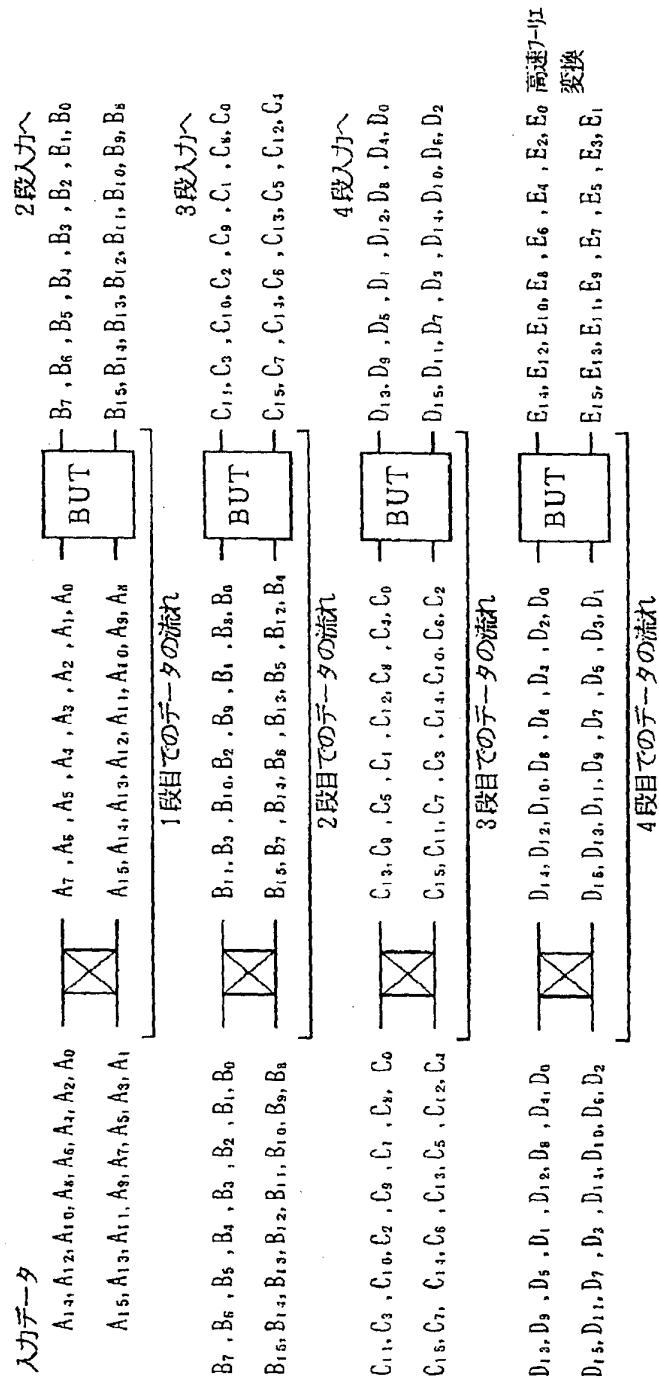 入力データ
A14, A12, A10, A8, A6, A4, A2, A0
A15, A13, A11, A9, A7, A5, A3, A1
A7, A6, A5, A4, A3, A2, A1, A0
A15, A14, A13, A12, A11, A10, A9, A8
BUT
2段入力へ
B7, B6, B5, B4, B3, B2, B1, B0
B15, B14, B13, B12, B11, B10, B9, B8
1段目でのデータの流れ
B7, B6, B5, B4, B3, B2, B1, B0
B15, B14, B13, B12, B11, B10, B9, B8
B11, B3, B10, B2, B9, B1, B8, B0
B15, B7, B14, B6, B13, B5, B12, B4
BUT
3段入力へ
C11, C3, C10, C2, C9, C1, C8, C0
C15, C7, C14, C6, C13, C5, C12, C4
2段目でのデータの流れ
C11, C3, C10, C2, C9, C1, C8, C0
C15, C7, C14, C6, C13, C5, C12, C4
C13, C9, C5, C1, C12, C8, C4, C0
C15, C11, C7, C3, C14, C10, C6, C2
BUT
4段入力へ
D13, D9, D5, D1, D12, D8, D4, D0
D15, D11, D7, D3, D14, D10, D6, D2
3段目でのデータの流れ
D13, D9, D5, D1, D12, D8, D4, D0
D15, D11, D7, D3, D14, D10, D6, D2
D14, D12, D10, D8, D6, D4, D2, D0
D15, D13, D11, D9, D7, D5, D3, D1
BUT
E14, E12, E10, E8, E6, E4, E2, E0
E15, E13, E11, E9, E7, E5, E3, E1
高速フーリエ
変換
4段目でのデータの流れ